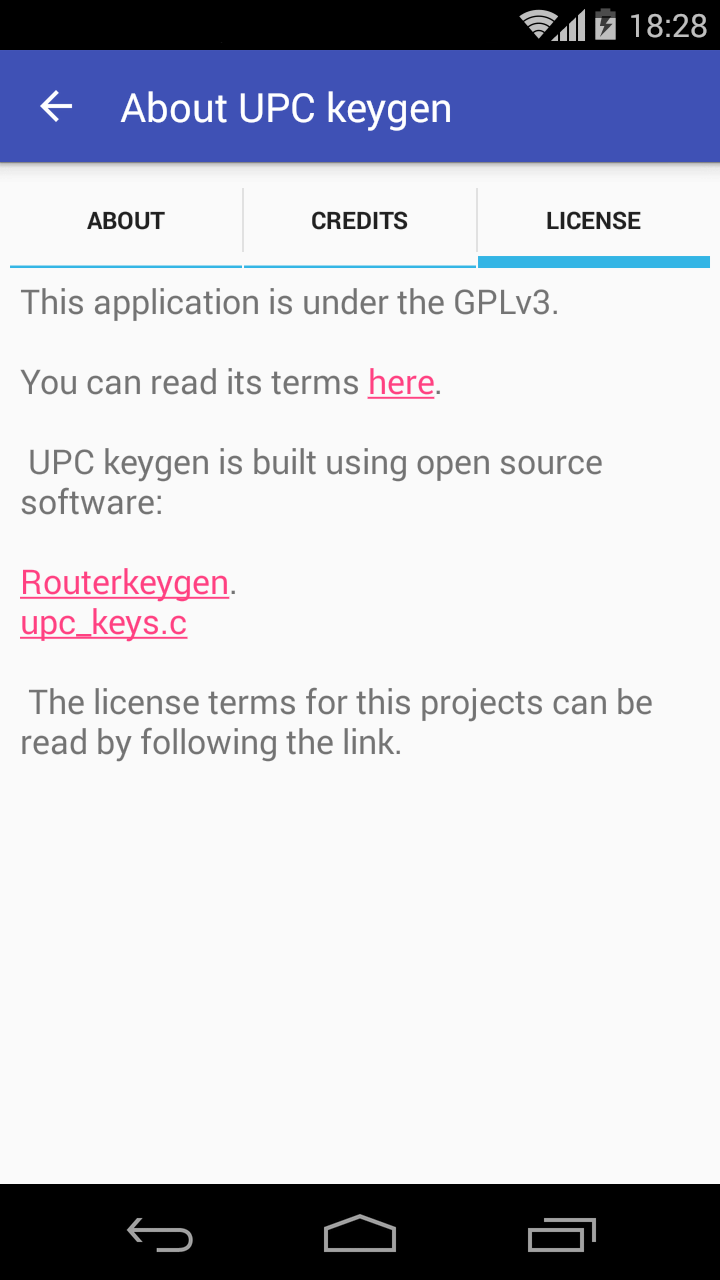 18:28
About UPC keygen
ABOUT
CREDITS
LICENSE
This application is under the GPLv3.
You can read its terms here.
UPC keygen is built using open source
software:
Routerkeygen.
upc_keys.c
The license terms for this projects can be
read by following the link.